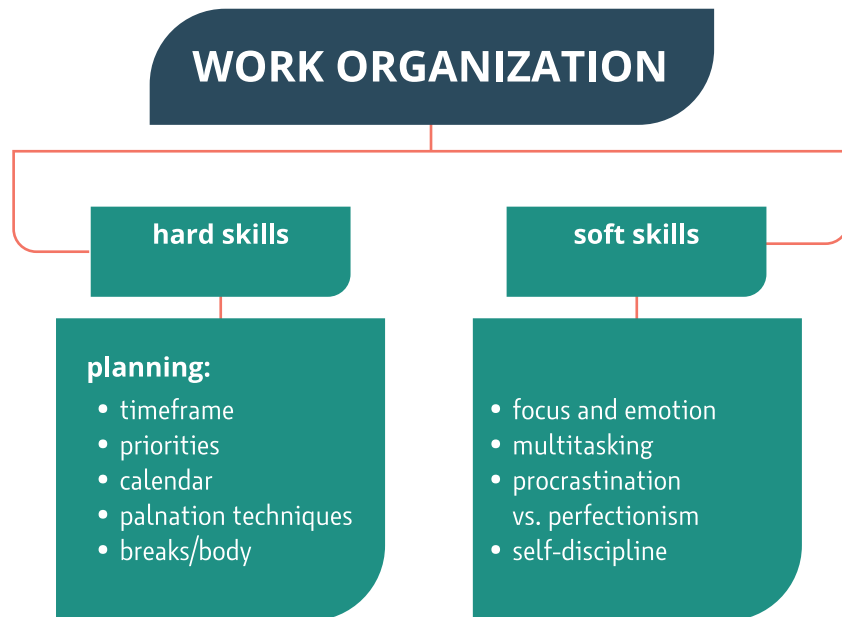 WORK ORGANIZATION
hard skills
planning:
• timeframe
• priorities
• calendar
• palnation techniques
• breaks/body
soft skills
• focus and emotion
• multitasking
• procrastination
vs. perfectionism
• self-discipline